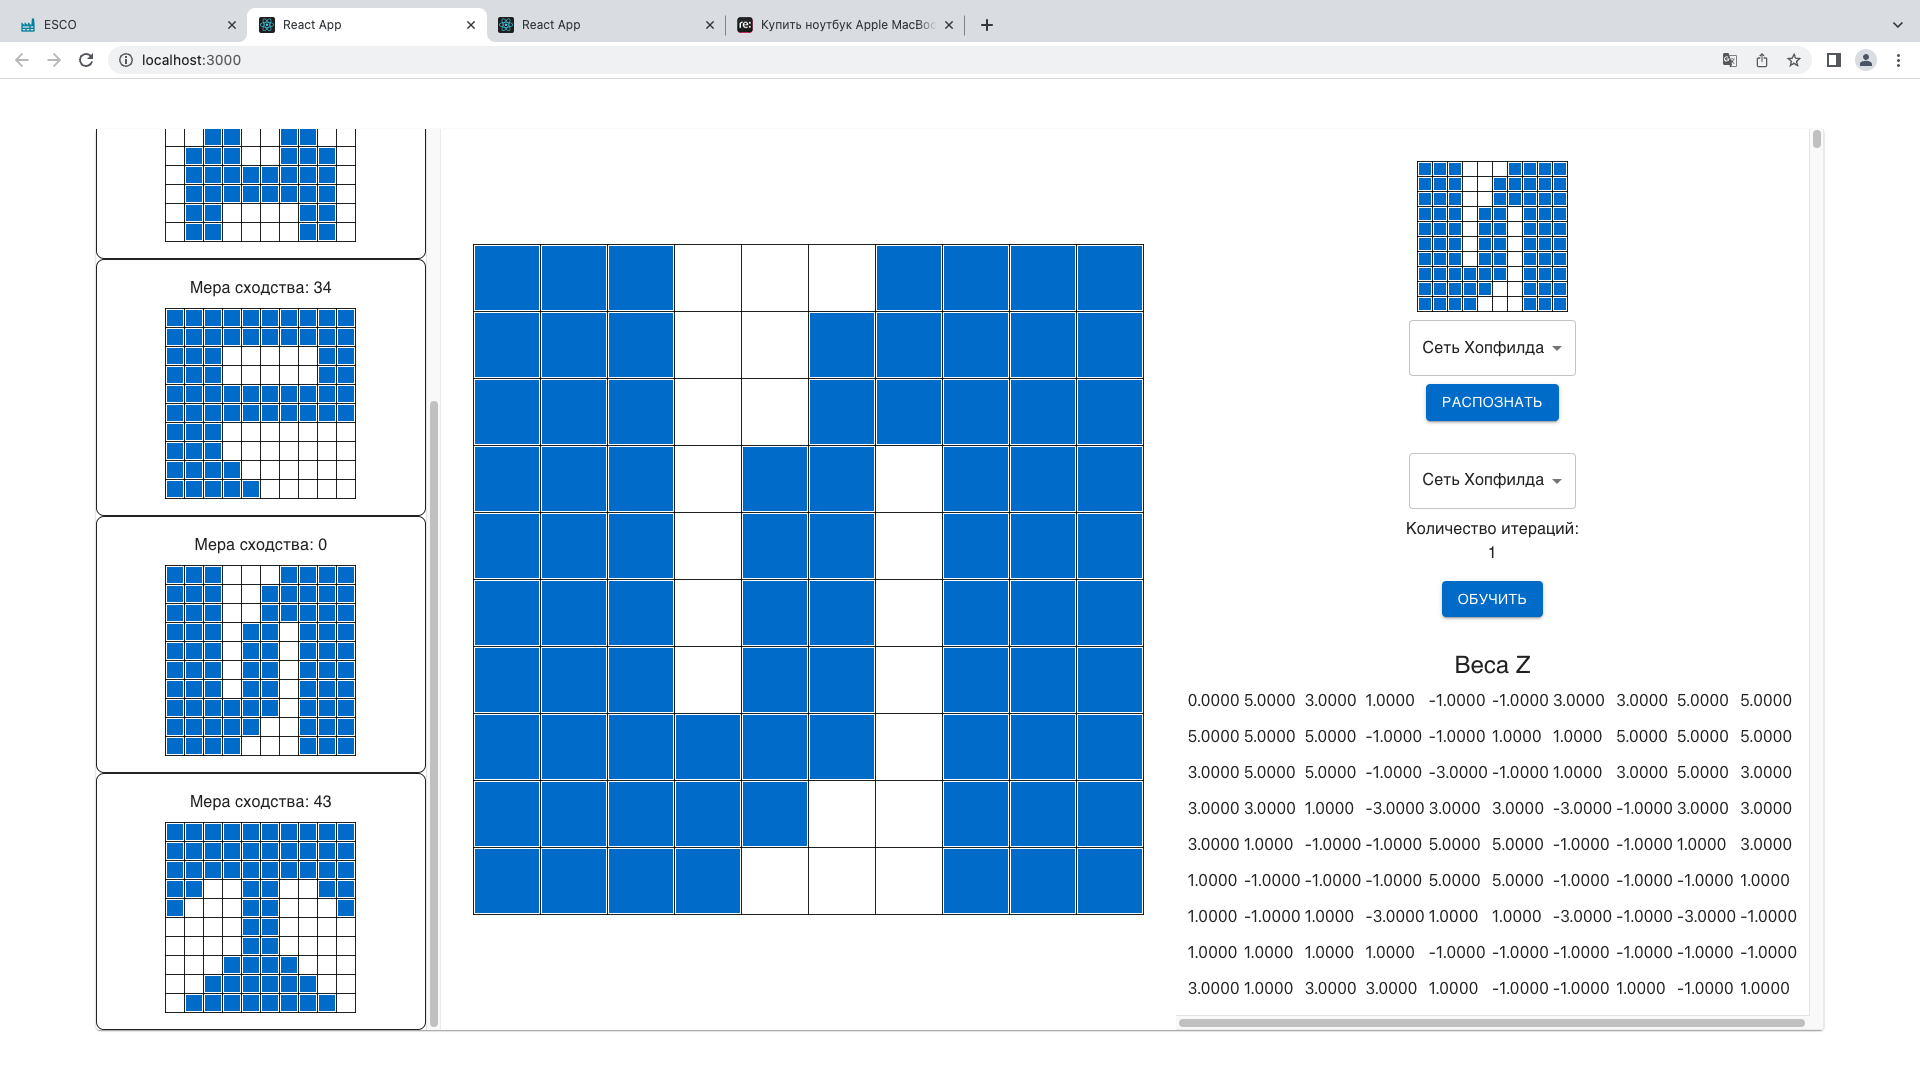 ESCO
React App
React App
Купить ноутбук Apple MacBoo
localhost:3000
Мера сходства: 34
Мера сходства: 0
Мера сходства: 43
Сеть Хопфилда
РАСПОЗНАТЬ
Сеть Хопфилда
Количество итераций:
1
ОБУЧИТЬ
Веса Z
0.0000 5.0000 3.0000 1.0000 -1.0000 -1.0000 3.0000 3.0000 5.0000 5.0000
5.0000 5.0000 5.0000 -1.0000 -1.0000 1.0000 1.0000 5.0000 5.0000 5.0000
3.0000 5.0000 5.0000 -1.0000 -3.0000 -1.0000 1.0000 3.0000 5.0000 3.0000
3.0000 3.0000 1.0000 -3.0000 3.0000 3.0000 -3.0000 -1.0000 3.0000 3.0000
3.0000 1.0000 -1.0000 -1.0000 5.0000 5.0000 -1.0000 -1.0000 1.0000 3.0000
1.0000 -1.0000 -1.0000 -1.0000 5.0000 5.0000 -1.0000 -1.0000 -1.0000 1.0000
1.0000 -1.0000 1.0000 -3.0000 1.0000 1.0000 -3.0000 -1.0000 -3.0000 -1.0000
1.0000 1.0000 1.0000 1.0000 -1.0000 -1.0000 -1.0000 -1.0000 -1.0000 -1.0000
3.0000 1.0000 3.0000 3.0000 1.0000 -1.0000 -1.0000 1.0000 -1.0000 1.0000